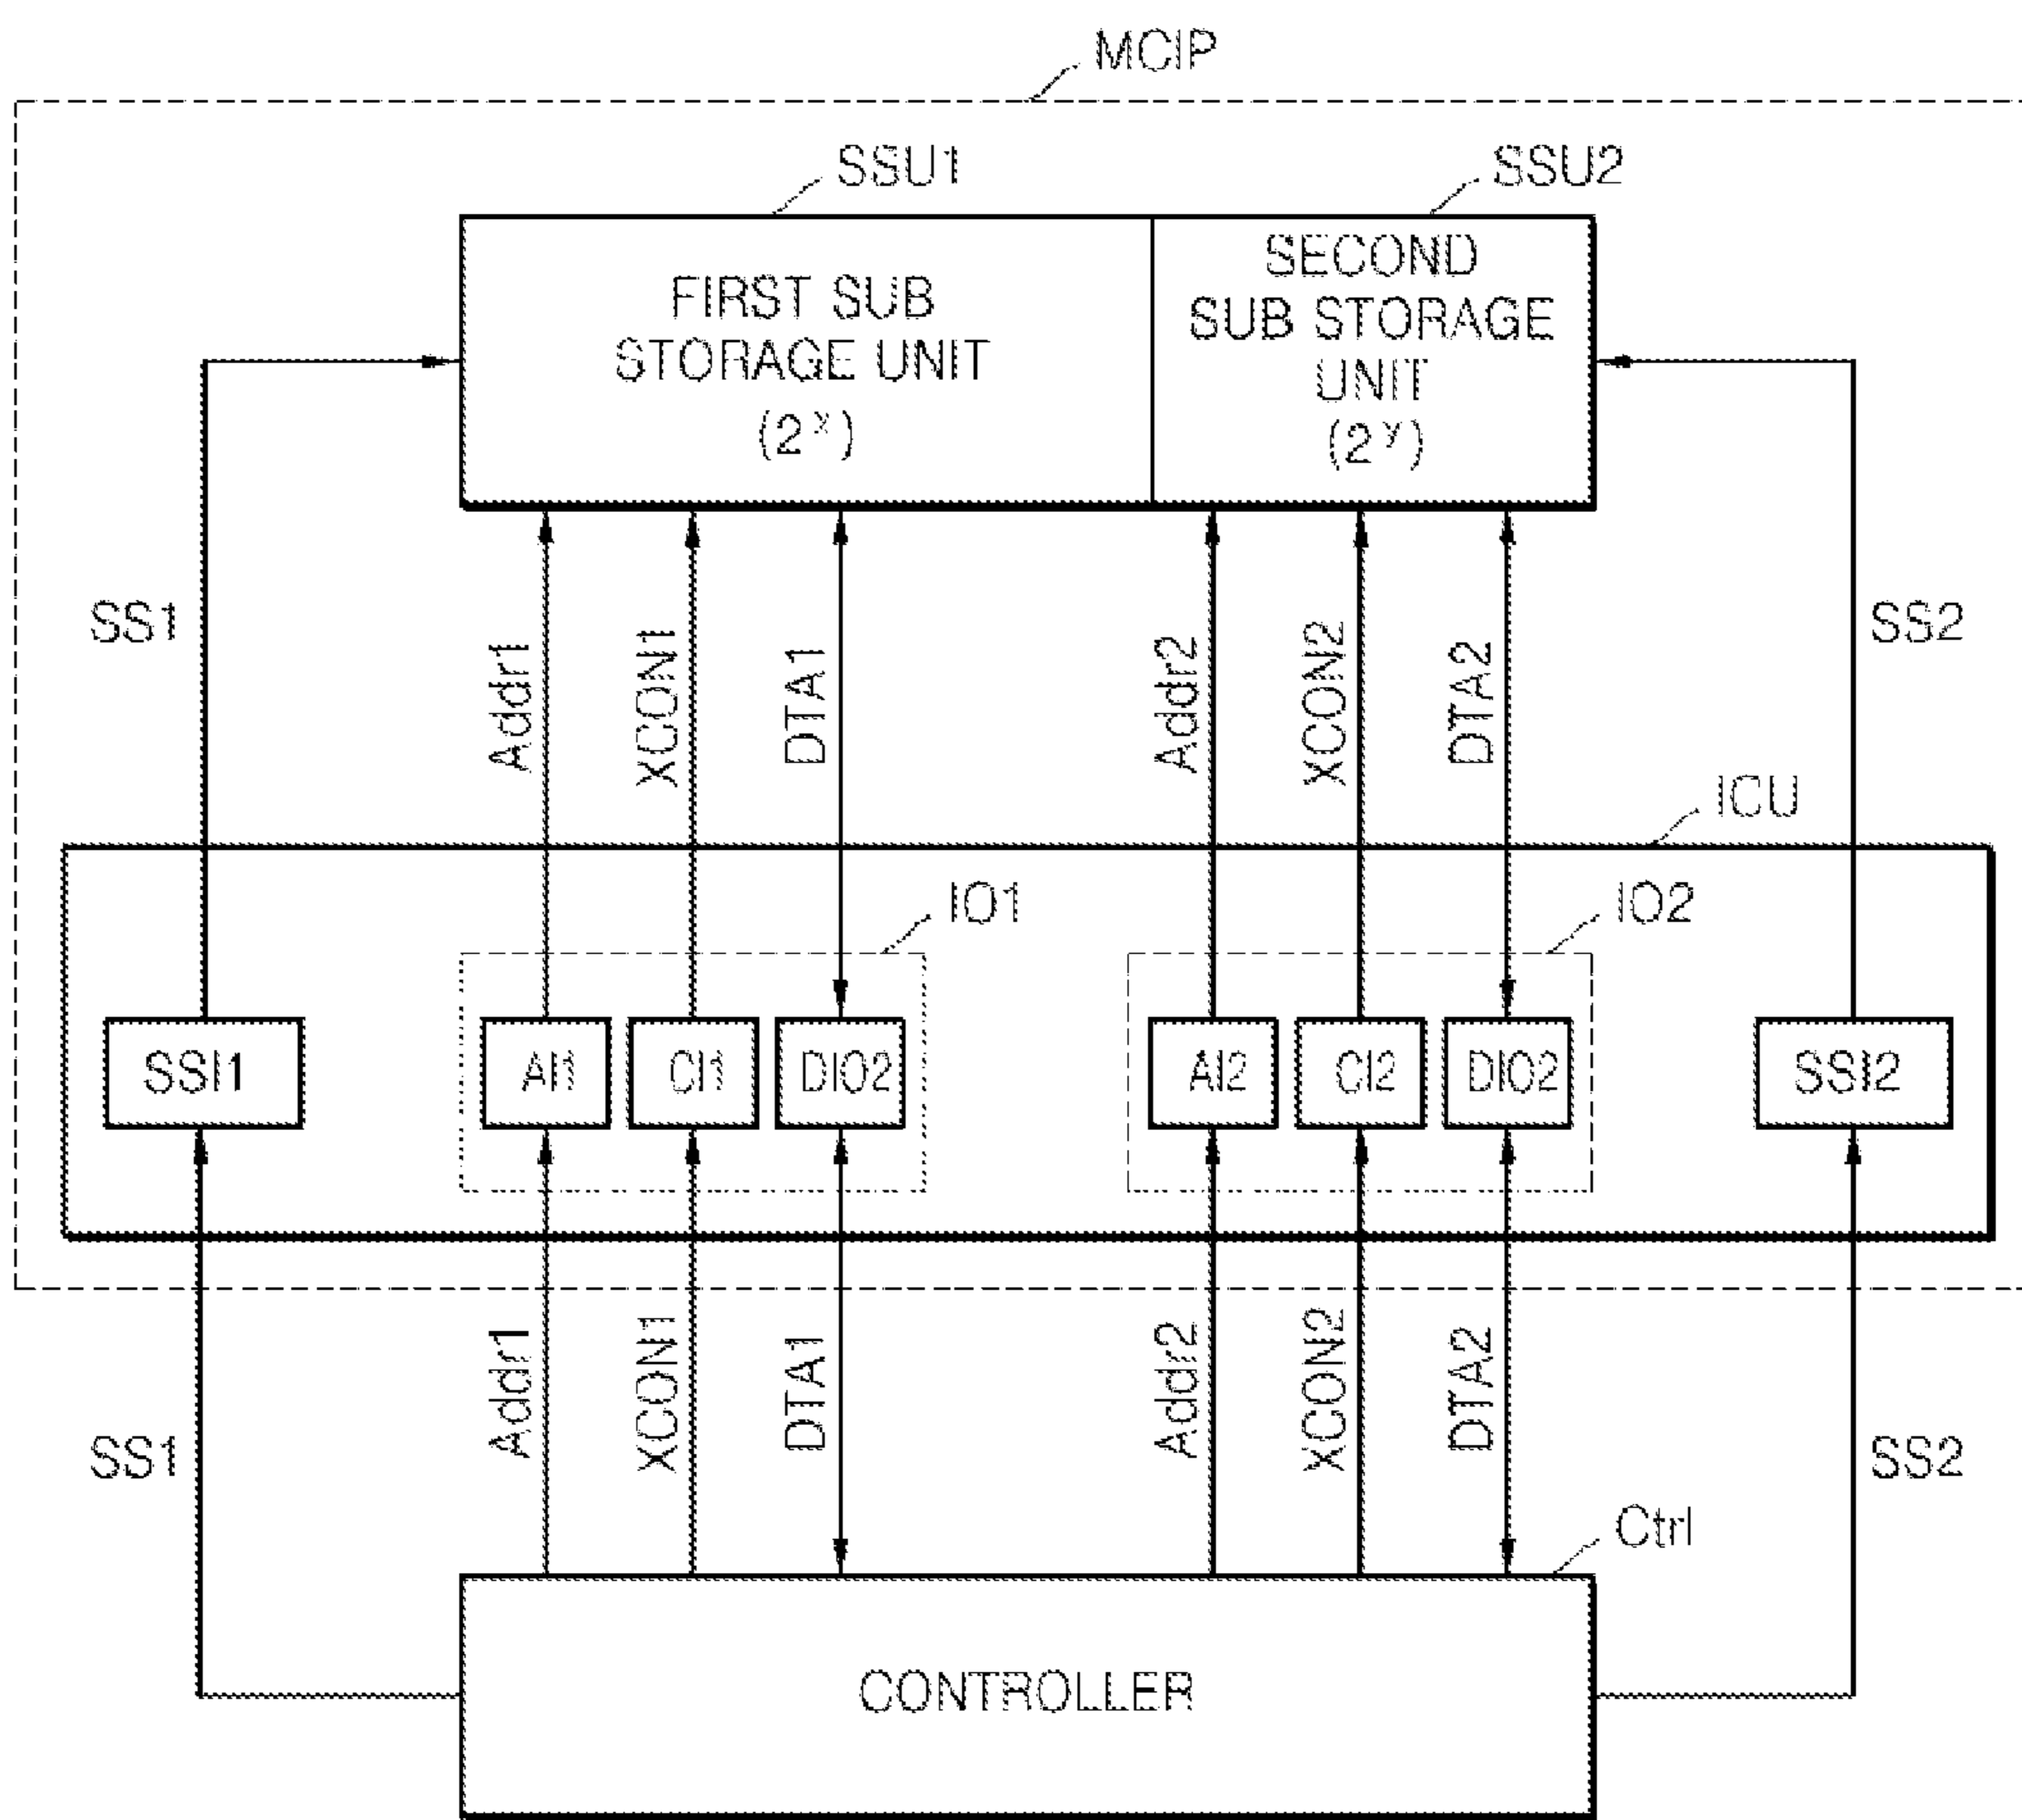 MCIP
SSU1
SSU2
FIRST SUB
STORAGE UNIT
(2^x)
SECOND
SUB STORAGE
UNIT
(2^y)
SS1
Addr1
XCON1
DTA1
Addr2
XCON2
DTA2
SS2
ICU
IO1
IO2
SSI1
AI1
CI1
DIO2
AI2
CI2
DIO2
SSI2
SS1
Addr1
XCON1
DTA1
Addr2
XCON2
DTA2
SS2
Ctrl
CONTROLLER